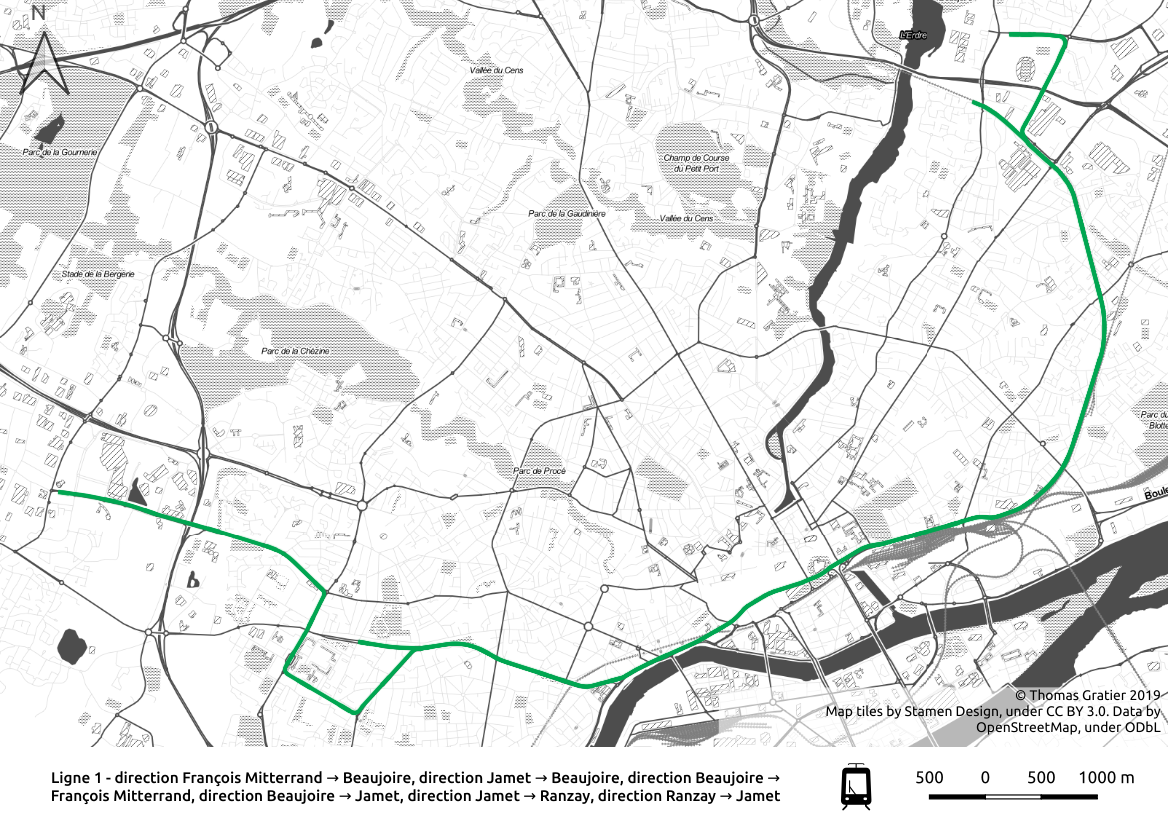 N
L'Erdre
Vallée du Cens
Parc de la Gournerie
Champ de Course
du Petit Port
Parc de la Gaudinière
Vallée du Cens
Stade de la Bergerie
Parc de la Chézine
Parc du
Parc de Procé
Boule
© Thomas Gratier 2019
Map tiles by Stamen Design, under CC BY 3.0. Data by
OpenStreetMap, under ODbL
Ligne 1 - direction François Mitterrand → Beaujoire, direction Jamet → Beaujoire, direction Beaujoire →
François Mitterrand, direction Beaujoire → Jamet, direction Jamet → Ranzay, direction Ranzay → Jamet
500 0 500 1000 m